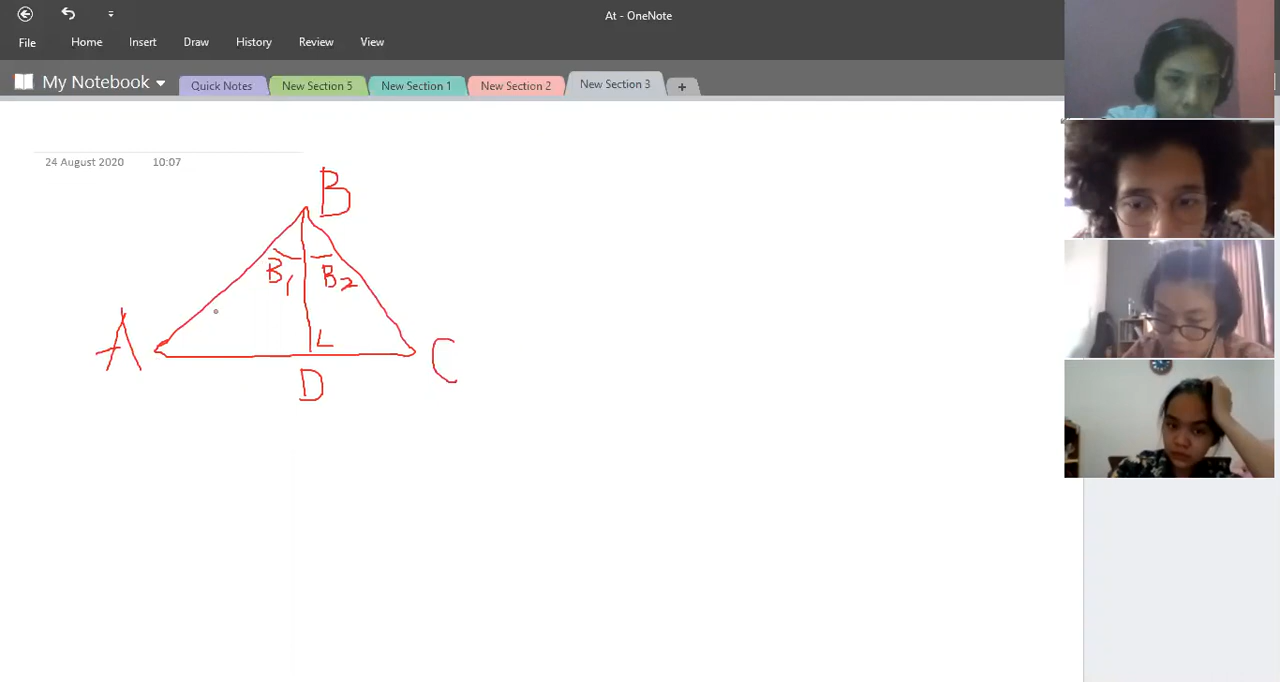 At - OneNote
File Home Insert Draw History Review View
My Notebook Quick Notes New Section 5 New Section 1 New Section 2 New Section 3 +
24 August 2020 10:07
B
B1 B2
A
C
D